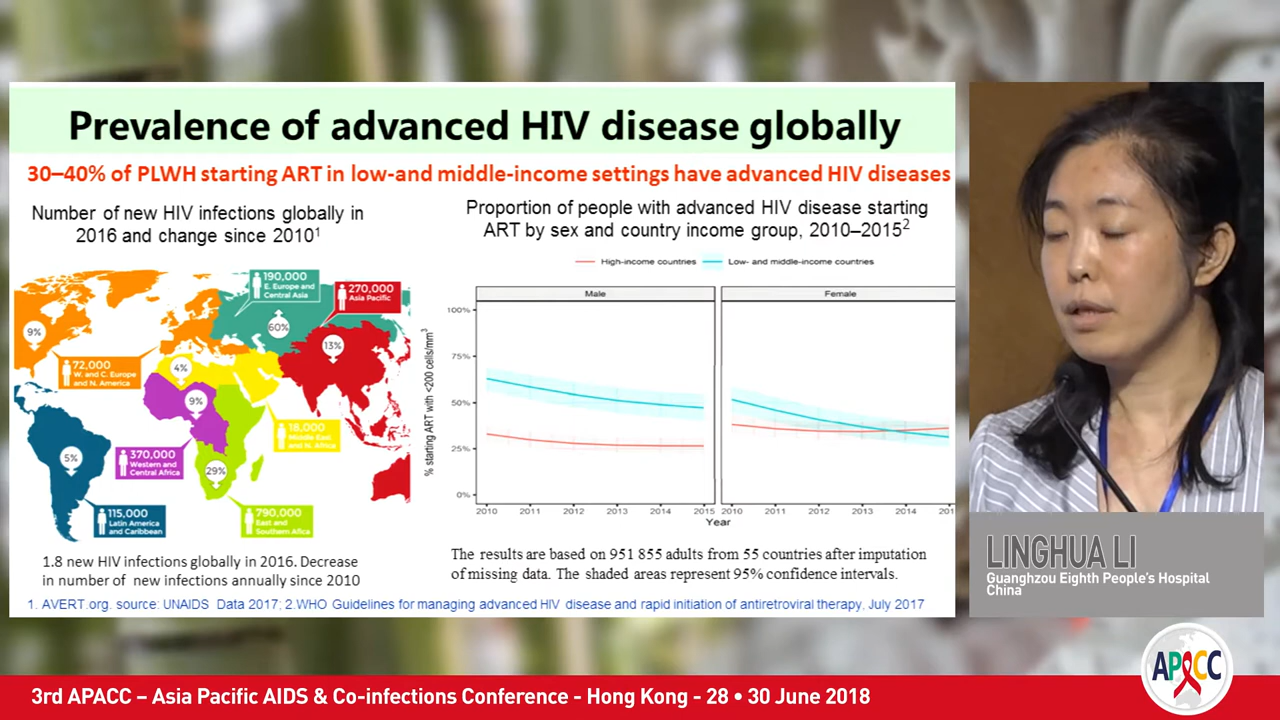 Prevalence of advanced HIV disease globally
30–40% of PLWH starting ART in low-and middle-income settings have advanced HIV diseases
Number of new HIV infections globally in
2016 and change since 2010¹
190,000
E. Europe and
Central Asia
270,000
Asia Pacific
60%
9%
13%
72,000
W. and C. Europe
and N. America
4%
9%
18,000
Middle East
and N. Africa
370,000
Western and
Central Africa
5%
29%
115,000
Latin America
and Caribbean
790,000
East and
Southern Africa
1.8 new HIV infections globally in 2016. Decrease
in number of new infections annually since 2010
Proportion of people with advanced HIV disease starting
ART by sex and country income group, 2010–2015²
High-income countries
Low- and middle-income countries
Male
Female
% starting ART with <200 cells/mm³
100%
75%
50%
25%
0%
2010 2011 2012 2013 2014 2015 2010 2011 2012 2013 2014 201
Year
The results are based on 951 855 adults from 55 countries after imputation
of missing data. The shaded areas represent 95% confidence intervals.
1. AVERT.org. source: UNAIDS Data 2017; 2.WHO Guidelines for managing advanced HIV disease and rapid initiation of antiretroviral therapy, July 2017
LINGHUA LI
Guanghzou Eighth People's Hospital
China
APACC
3rd APACC – Asia Pacific AIDS & Co-infections Conference - Hong Kong - 28 • 30 June 2018